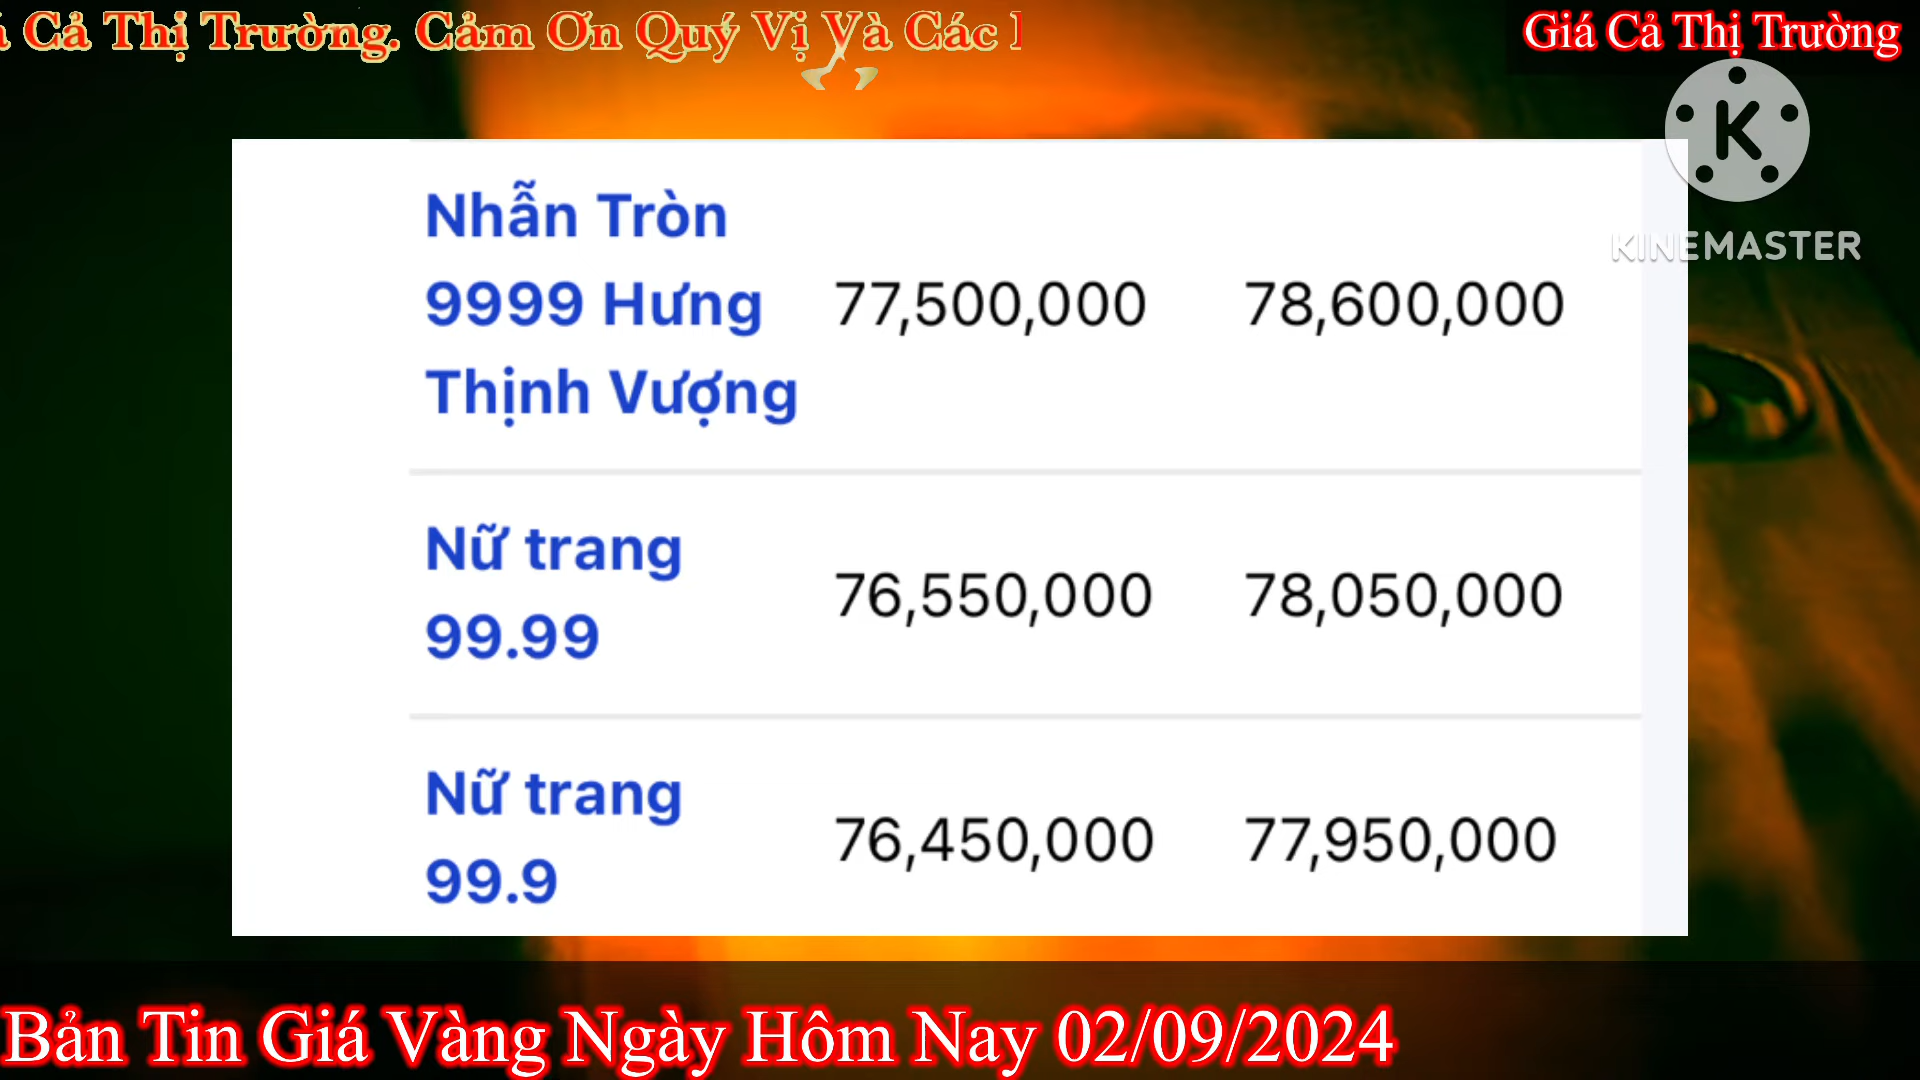 Cả Thị Trường. Cảm Ơn Quý Vị Và Các
Giá Cả Thị Trường
K
KINEMASTER
Nhẫn Tròn
9999 Hưng 77,500,000 78,600,000
Thịnh Vượng
Nữ trang
99.99
76,550,000 78,050,000
Nữ trang
99.9
76,450,000 77,950,000
Bản Tin Giá Vàng Ngày Hôm Nay 02/09/2024